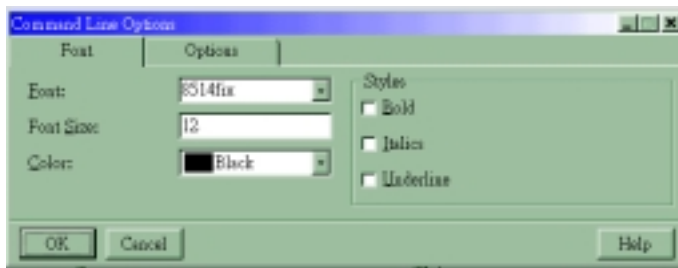 Command Line Options
Font Options
Font: 8514fix
Font Size: 12
Color: Black
Styles
Bold
Italics
Underline
OK Cancel Help